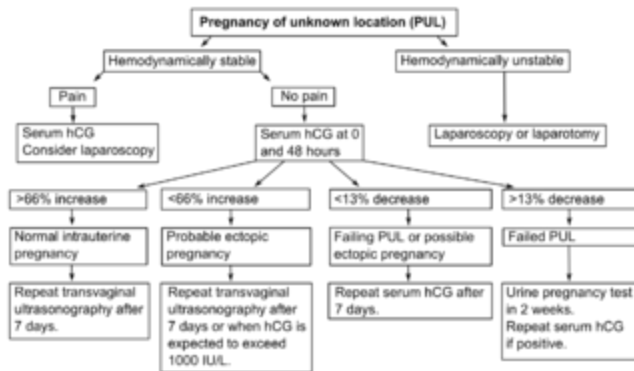 Pregnancy of unknown location (PUL)
Hemodynamically stable
Hemodynamically unstable
Pain
No pain
Serum hCG
Consider laparoscopy
Serum hCG at 0
and 48 hours
Laparoscopy or laparotomy
>66% increase
<66% increase
<13% decrease
>13% decrease
Normal intrauterine
pregnancy
Probable ectopic
pregnancy
Failing PUL or possible
ectopic pregnancy
Failed PUL
Repeat transvaginal
ultrasonography after
7 days.
Repeat transvaginal
ultrasonography after
7 days or when hCG is
expected to exceed
1000 IU/L.
Repeat serum hCG after
7 days.
Urine pregnancy test
in 2 weeks.
Repeat serum hCG
if positive.